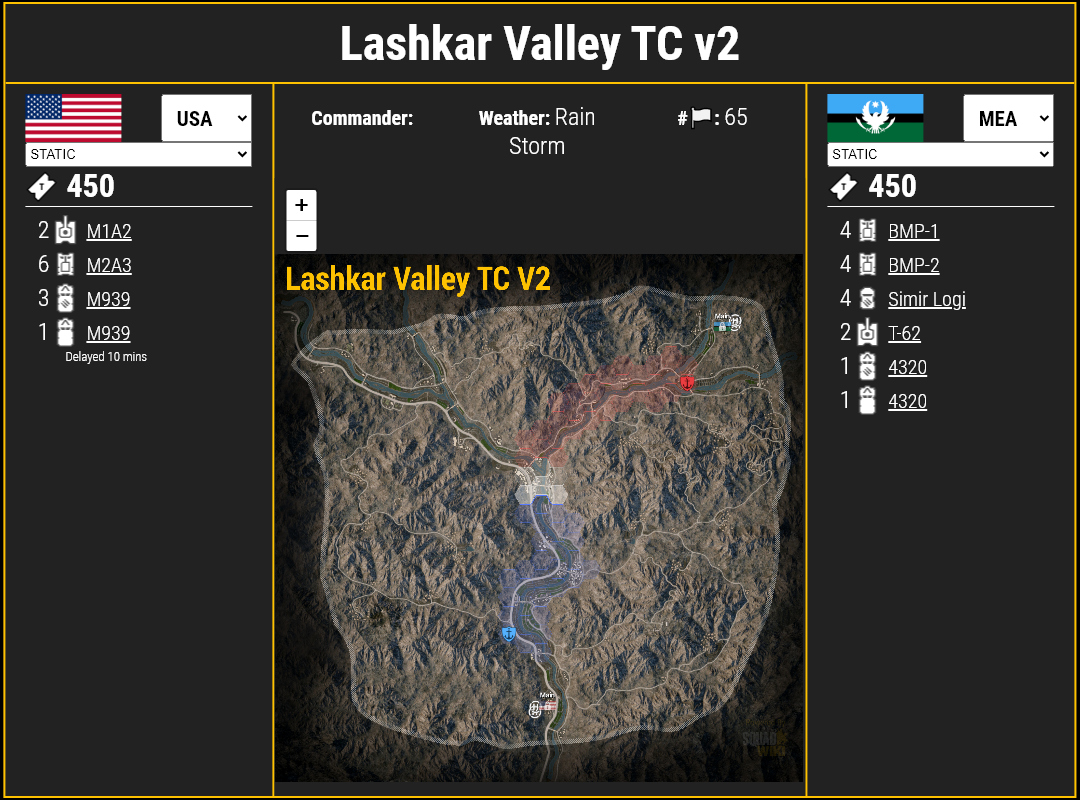 Lashkar Valley TC v2
USA
STATIC
450
2 M1A2
6 M2A3
3 M939
1 M939
Delayed 10 mins
Commander:
Weather: Rain
Storm
#: 65
+
−
Lashkar Valley TC V2
Main
Main
MEA
STATIC
450
4 BMP-1
4 BMP-2
4 Simir Logi
2 T-62
1 4320
1 4320